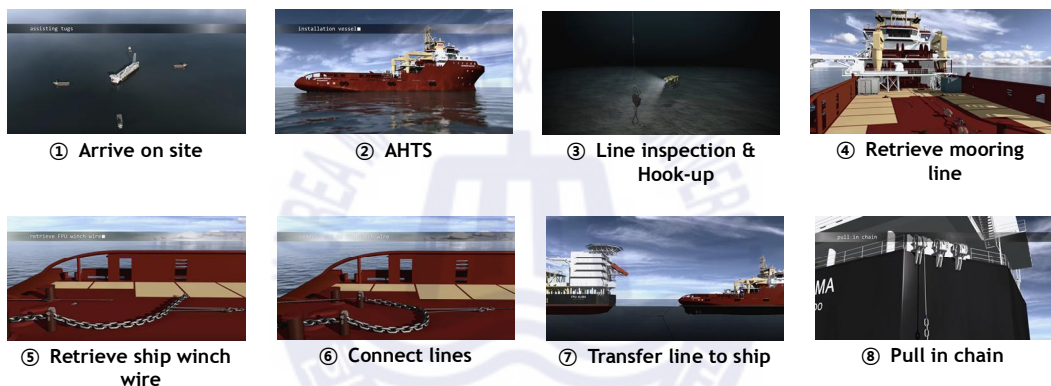 assisting tugs
installation vessel
① Arrive on site
② AHTS
③ Line inspection &
Hook-up
④ Retrieve mooring
line
retrieve FPU winch wire
wire
pull in chain
MA
⑤ Retrieve ship winch
wire
⑥ Connect lines
⑦ Transfer line to ship
⑧ Pull in chain